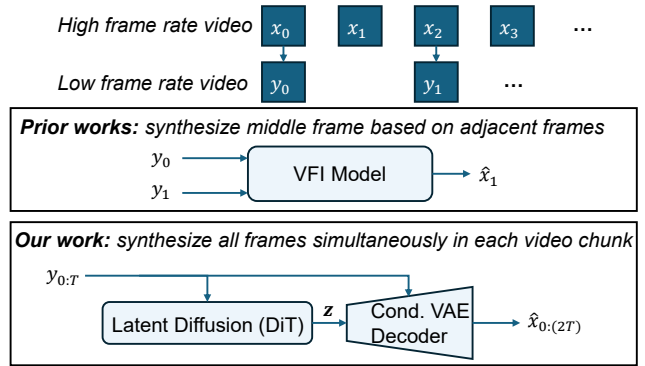 High frame rate video x₀ x₁ x₂ x₃ ...
Low frame rate video y₀ y₁ ...
Prior works: synthesize middle frame based on adjacent frames
y₀
VFI Model
x̂₁
y₁
Our work: synthesize all frames simultaneously in each video chunk
y₀:T
Latent Diffusion (DiT)
z
Cond. VAE
Decoder
x̂₀:(2T)